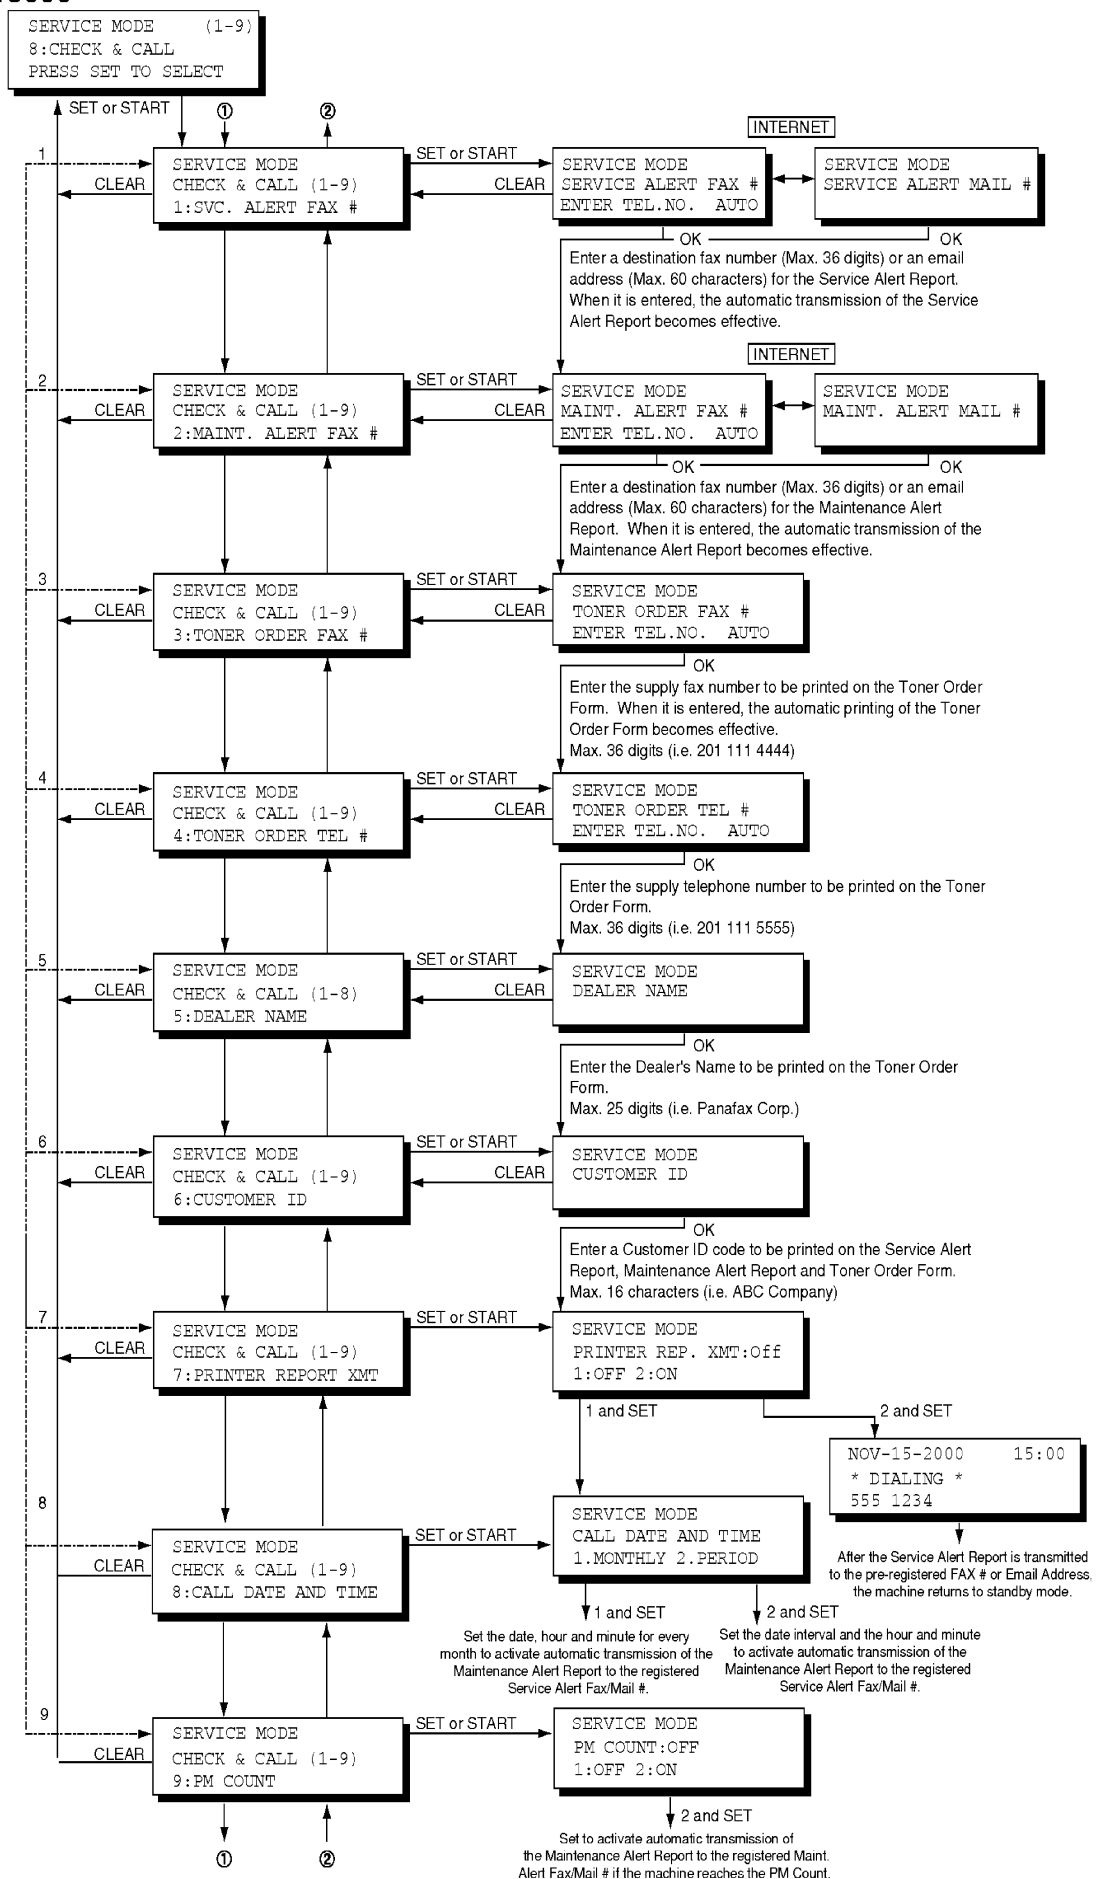 SERVICE MODE (1-9)
8:CHECK & CALL
PRESS SET TO SELECT
SET or START
①
②
INTERNET
1
SERVICE MODE
CHECK & CALL (1-9)
1:SVC. ALERT FAX #
CLEAR
SET or START
CLEAR
SERVICE MODE
SERVICE ALERT FAX #
ENTER TEL.NO. AUTO
SERVICE MODE
SERVICE ALERT MAIL #
OK
OK
Enter a destination fax number (Max. 36 digits) or an email
address (Max. 60 characters) for the Service Alert Report.
When it is entered, the automatic transmission of the Service
Alert Report becomes effective.
INTERNET
2
SERVICE MODE
CHECK & CALL (1-9)
2:MAINT. ALERT FAX #
CLEAR
SET or START
CLEAR
SERVICE MODE
MAINT. ALERT FAX #
ENTER TEL.NO. AUTO
SERVICE MODE
MAINT. ALERT MAIL #
OK
OK
Enter a destination fax number (Max. 36 digits) or an email
address (Max. 60 characters) for the Maintenance Alert
Report. When it is entered, the automatic transmission of the
Maintenance Alert Report becomes effective.
3
SERVICE MODE
CHECK & CALL (1-9)
3:TONER ORDER FAX #
CLEAR
SET or START
CLEAR
SERVICE MODE
TONER ORDER FAX #
ENTER TEL.NO. AUTO
OK
Enter the supply fax number to be printed on the Toner Order
Form. When it is entered, the automatic printing of the Toner
Order Form becomes effective.
Max. 36 digits (i.e. 201 111 4444)
4
SERVICE MODE
CHECK & CALL (1-9)
4:TONER ORDER TEL #
CLEAR
SET or START
CLEAR
SERVICE MODE
TONER ORDER TEL #
ENTER TEL.NO. AUTO
OK
Enter the supply telephone number to be printed on the Toner
Order Form.
Max. 36 digits (i.e. 201 111 5555)
5
SERVICE MODE
CHECK & CALL (1-8)
5:DEALER NAME
CLEAR
SET or START
CLEAR
SERVICE MODE
DEALER NAME
OK
Enter the Dealer's Name to be printed on the Toner Order
Form.
Max. 25 digits (i.e. Panafax Corp.)
6
SERVICE MODE
CHECK & CALL (1-9)
6:CUSTOMER ID
CLEAR
SET or START
CLEAR
SERVICE MODE
CUSTOMER ID
OK
Enter a Customer ID code to be printed on the Service Alert
Report, Maintenance Alert Report and Toner Order Form.
Max. 16 characters (i.e. ABC Company)
7
SERVICE MODE
CHECK & CALL (1-9)
7:PRINTER REPORT XMT
CLEAR
SET or START
SERVICE MODE
PRINTER REP. XMT:Off
1:OFF 2:ON
1 and SET
2 and SET
NOV-15-2000 15:00
* DIALING *
555 1234
After the Service Alert Report is transmitted
to the pre-registered FAX # or Email Address,
the machine returns to standby mode.
8
SERVICE MODE
CHECK & CALL (1-9)
8:CALL DATE AND TIME
CLEAR
SET or START
SERVICE MODE
CALL DATE AND TIME
1.MONTHLY 2.PERIOD
1 and SET
2 and SET
Set the date, hour and minute for every
month to activate automatic transmission of the
Maintenance Alert Report to the registered
Service Alert Fax/Mail #.
Set the date interval and the hour and minute
to activate automatic transmission of the
Maintenance Alert Report to the registered
Service Alert Fax/Mail #.
9
SERVICE MODE
CHECK & CALL (1-9)
9:PM COUNT
CLEAR
SET or START
SERVICE MODE
PM COUNT:OFF
1:OFF 2:ON
2 and SET
Set to activate automatic transmission of
the Maintenance Alert Report to the registered Maint.
Alert Fax/Mail # if the machine reaches the PM Count.
①
②